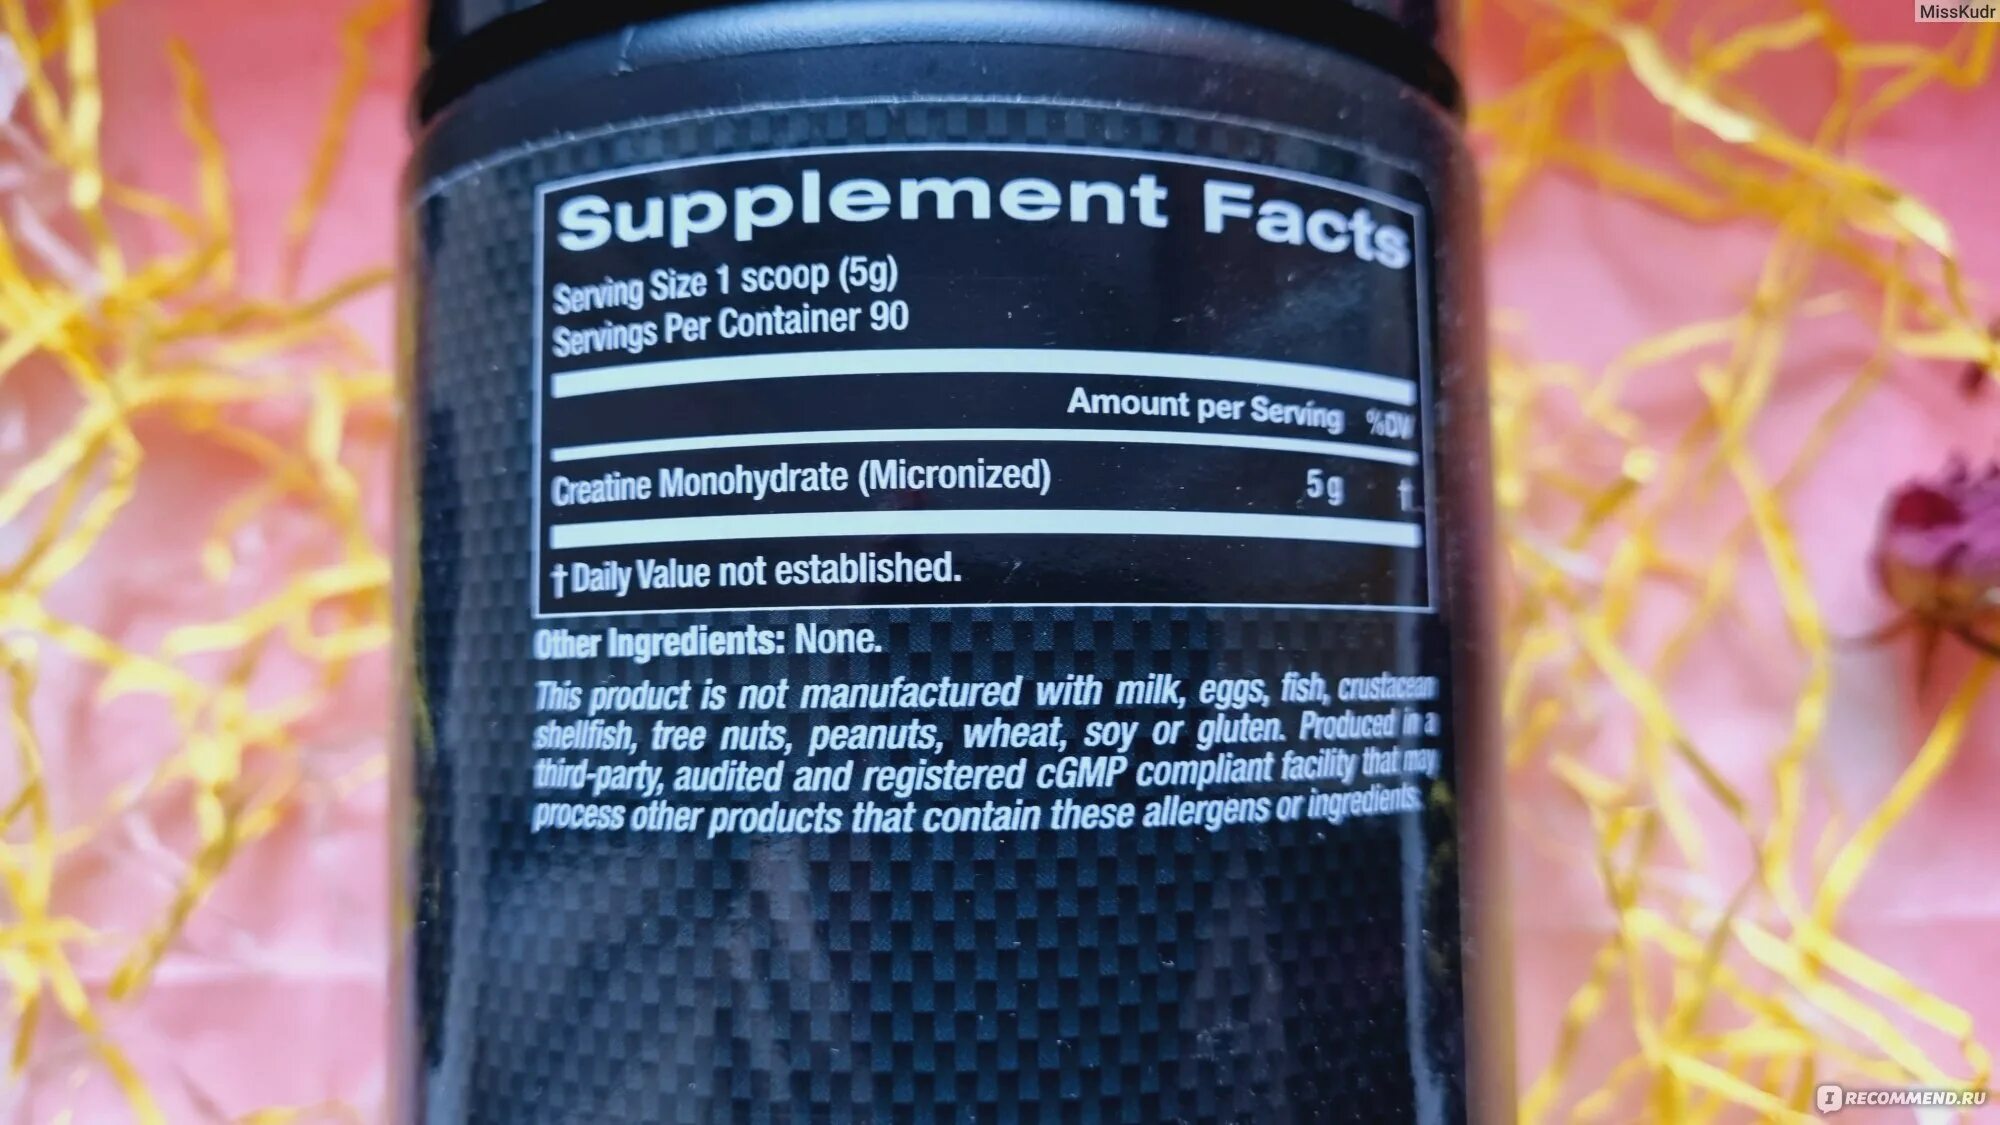 MissKudr
Supplement Facts
Serving Size 1 scoop (5g)
Servings Per Container 90
Amount per Serving %DV
Creatine Monohydrate (Micronized) 5 g †
† Daily Value not established.
Other Ingredients: None.
This product is not manufactured with milk, eggs, fish, crustacean
shellfish, tree nuts, peanuts, wheat, soy or gluten. Produced in a
third-party, audited and registered cGMP compliant facility that may
process other products that contain these allergens or ingredients.
I RECOMMEND.RU